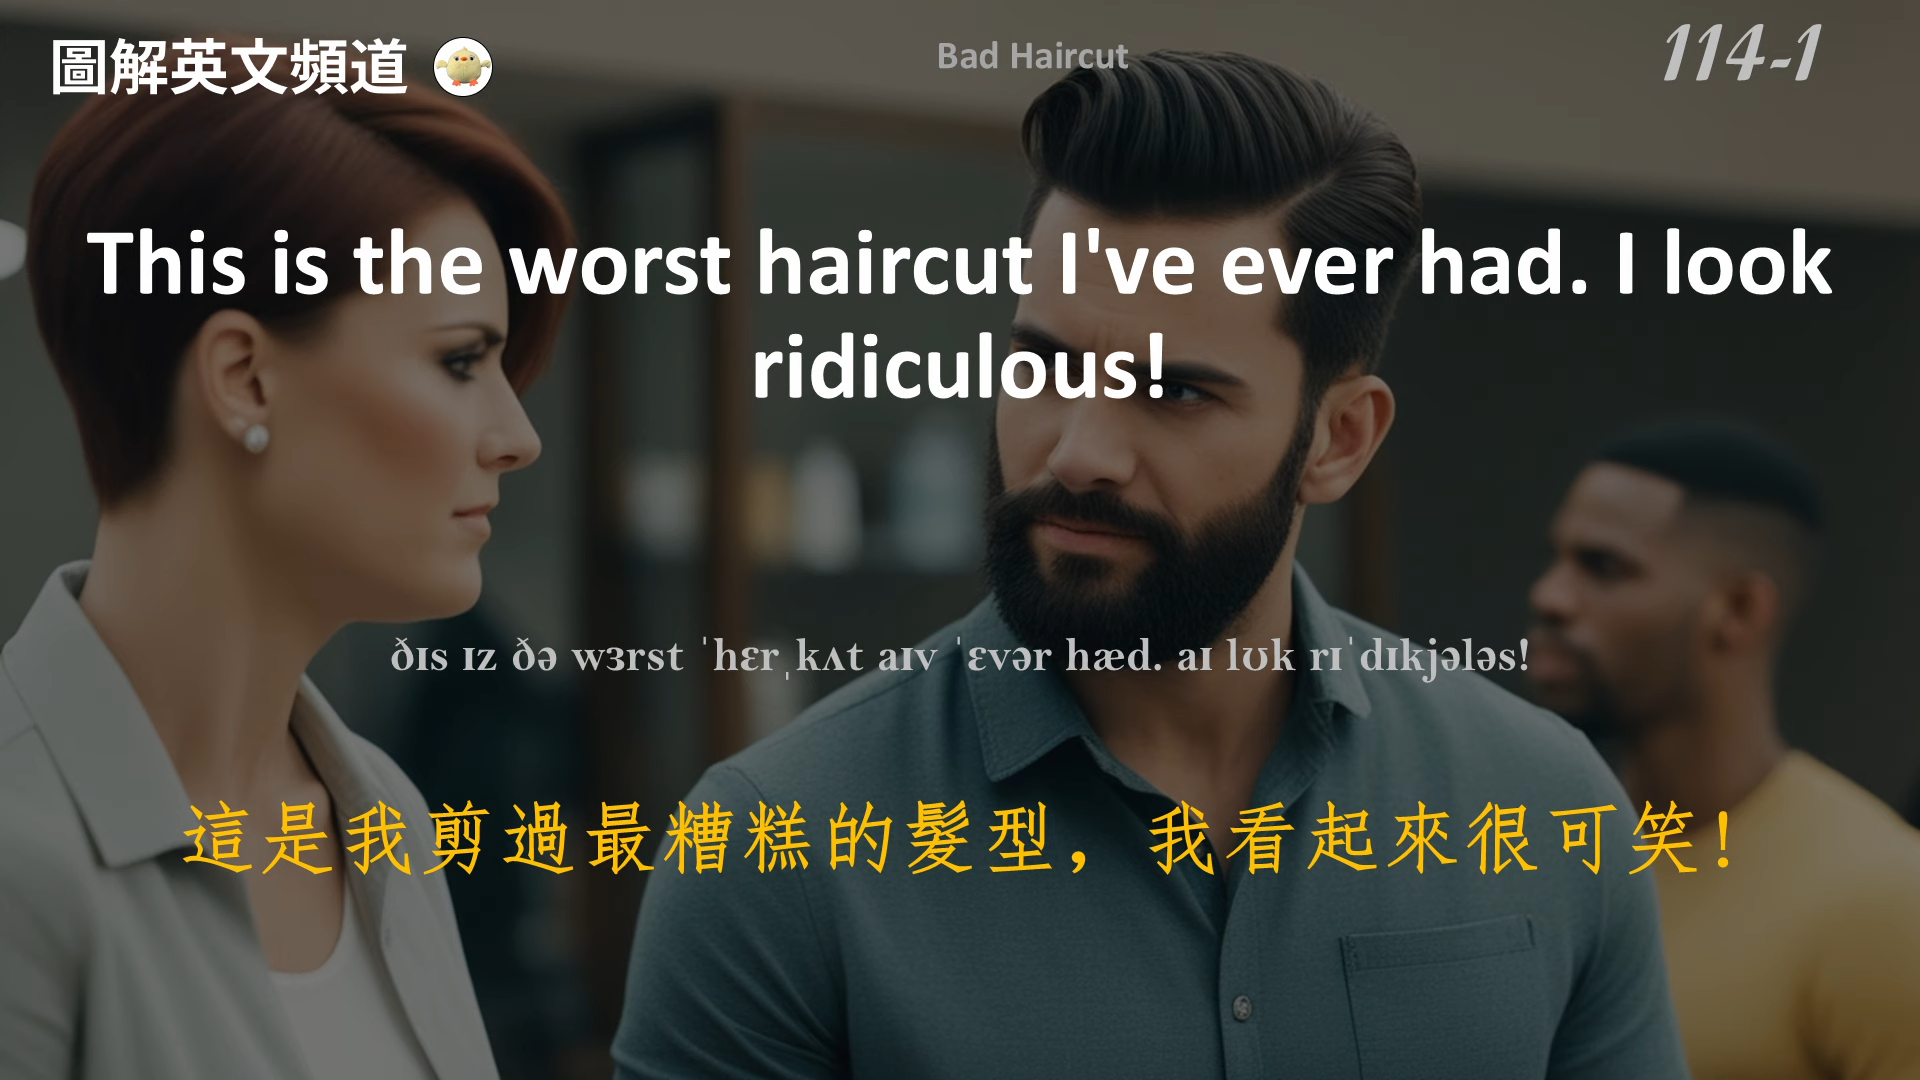 圖解英文頻道
Bad Haircut
114-1
This is the worst haircut I've ever had. I look
ridiculous!
ðɪs ɪz ðə wɜrst ˈhɛrˌkʌt aɪv ˈɛvər hæd. aɪ lʊk rɪˈdɪkjələs!
這是我剪過最糟糕的髮型，我看起來很可笑！